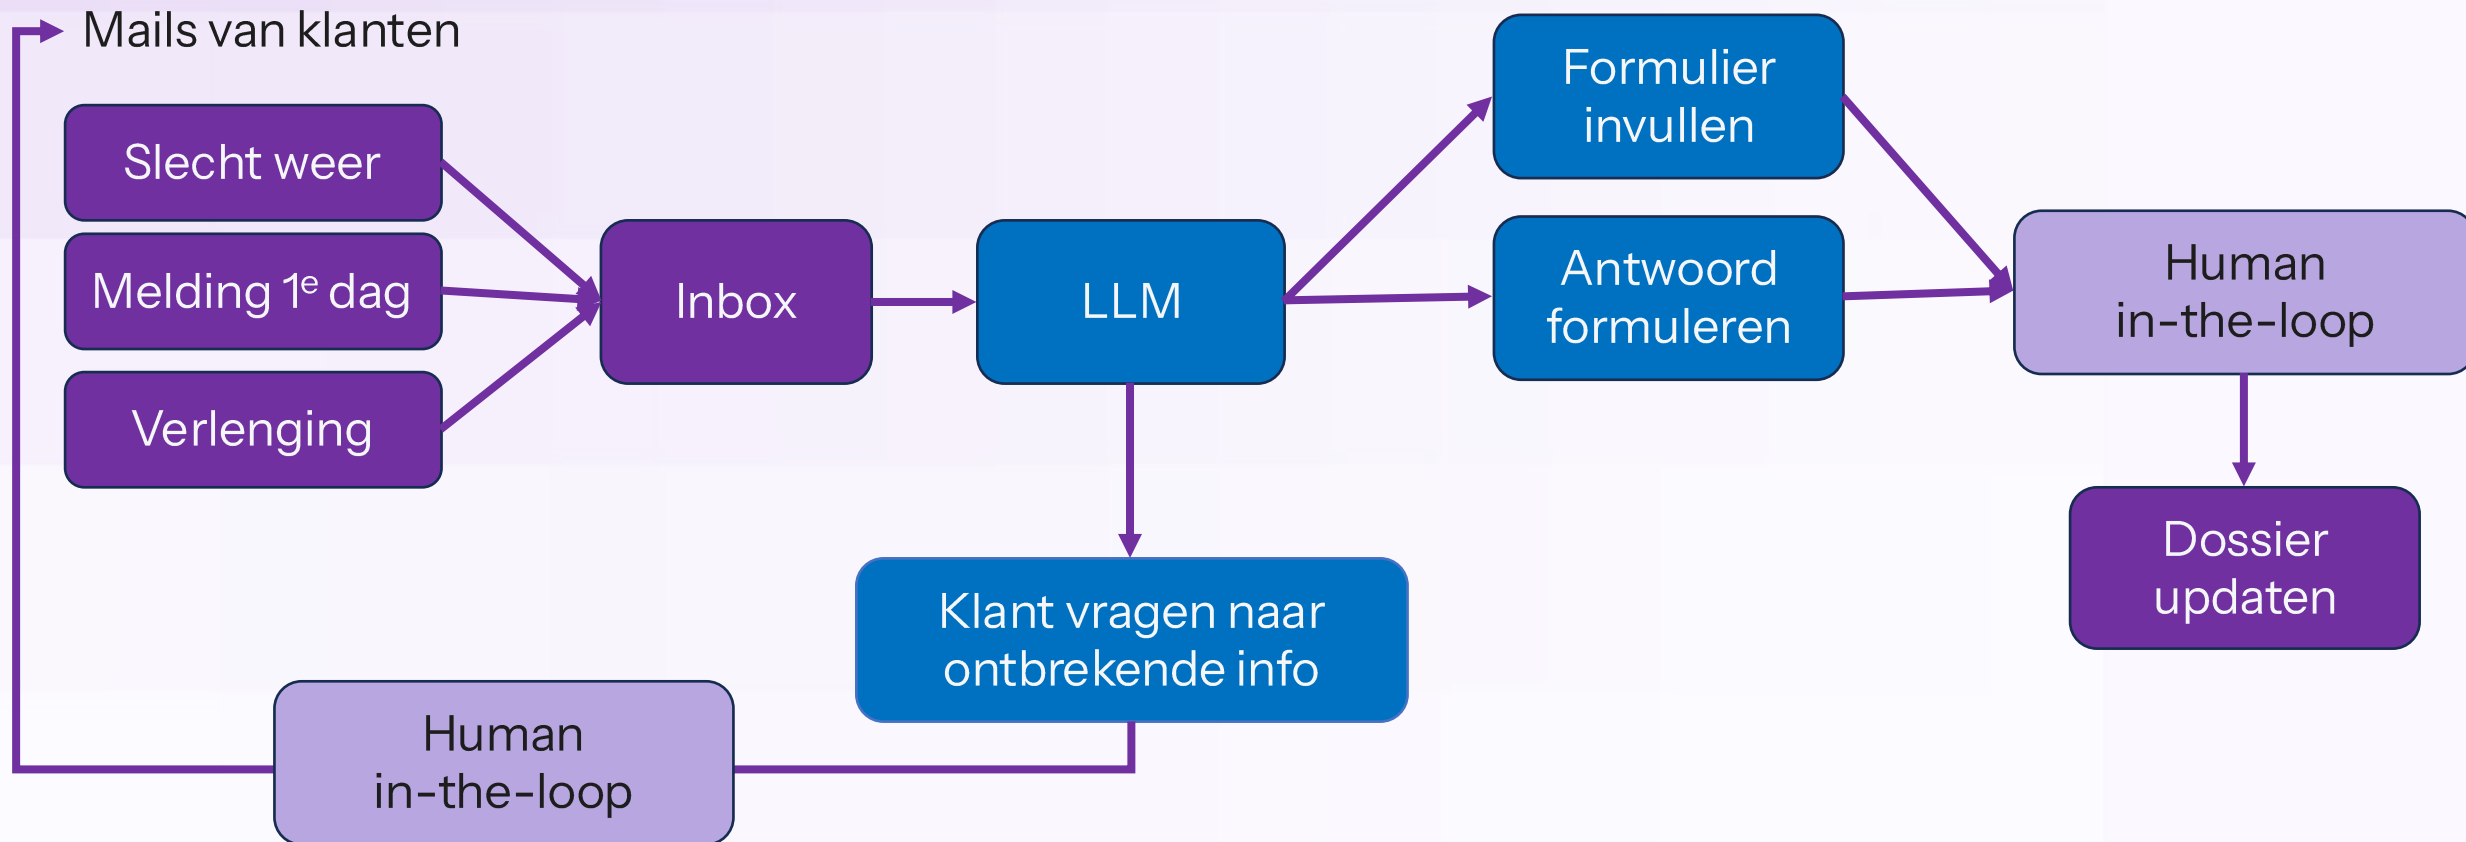 Mails van klanten
Slecht weer
Melding 1e dag
Verlenging
Inbox
LLM
Formulier
invullen
Antwoord
formuleren
Human
in-the-loop
Dossier
updaten
Klant vragen naar
ontbrekende info
Human
in-the-loop